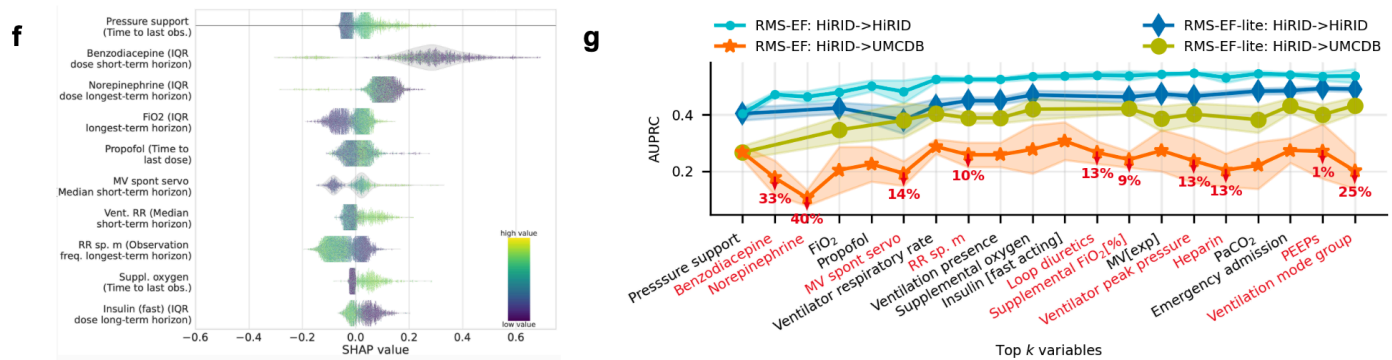 f
Pressure support
(Time to last obs.)
Benzodiacepine (IQR
dose short-term horizon)
Norepinephrine (IQR
dose longest-term horizon)
FiO2 (IQR
longest-term horizon)
Propofol (Time to
last dose)
MV spont servo
(Median short-term horizon)
Vent. RR (Median
short-term horizon)
RR sp. m (Observation
freq. longest-term horizon)
Suppl. oxygen
(Time to last obs.)
Insulin (fast) (IQR
dose long-term horizon)
high value
low value
−0.6 −0.4 −0.2 0.0 0.2 0.4 0.6
SHAP value
g
RMS-EF: HiRID->HiRID
RMS-EF: HiRID->UMCDB
RMS-EF-lite: HiRID->HiRID
RMS-EF-lite: HiRID->UMCDB
AUPRC
0.4
0.2
33%
40%
14%
10%
13%
9%
13%
13%
1%
25%
Presssure support
Benzodiacepine
Norepinephrine
FiO₂
Propofol
MV spont servo
Ventilator respiratory rate
RR sp. m
Ventilation presence
Supplemental oxygen
Insulin [fast acting]
Loop diuretics
Supplemental FiO₂[%]
MV[exp]
Ventilator peak pressure
Heparin
PaCO₂
Emergency admission
PEEPs
Ventilation mode group
Top k variables